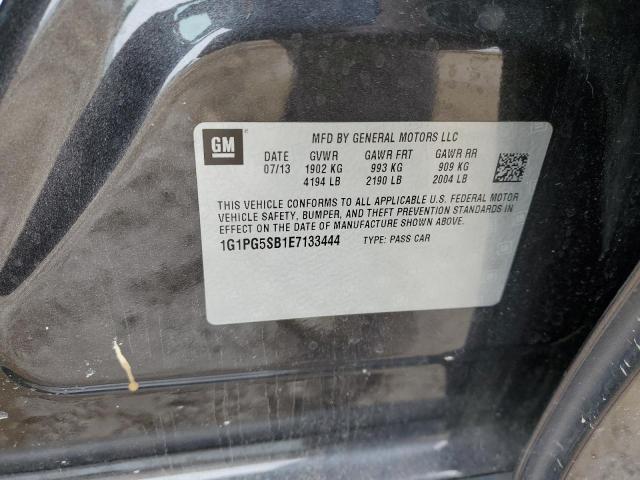 GM
MFD BY GENERAL MOTORS LLC
DATE GVWR GAWR FRT GAWR RR
07/13 1902 KG 993 KG 909 KG
4194 LB 2190 LB 2004 LB
THIS VEHICLE CONFORMS TO ALL APPLICABLE U.S. FEDERAL MOTOR
VEHICLE SAFETY, BUMPER, AND THEFT PREVENTION STANDARDS IN
EFFECT ON THE DATE OF MANUFACTURE SHOWN ABOVE.
1G1PG5SB1E7133444 TYPE: PASS CAR